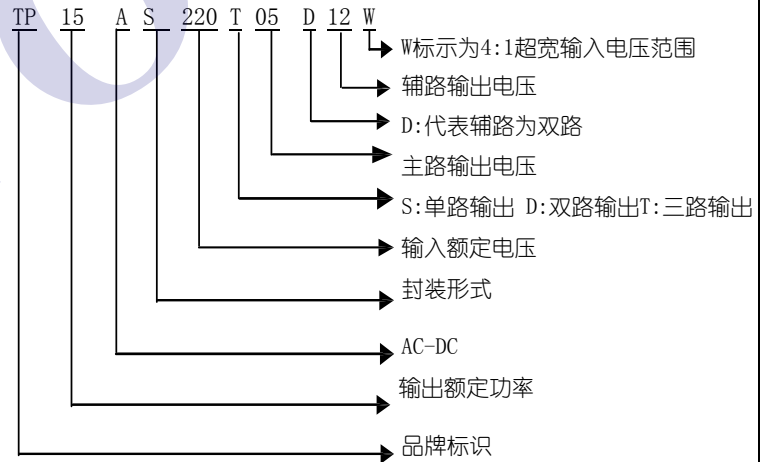 TP 15 A S 220 T 05 D 12 W
W标示为4:1超宽输入电压范围
辅路输出电压
D:代表辅路为双路
主路输出电压
S:单路输出 D:双路输出T:三路输出
输入额定电压
封装形式
AC-DC
输出额定功率
品牌标识